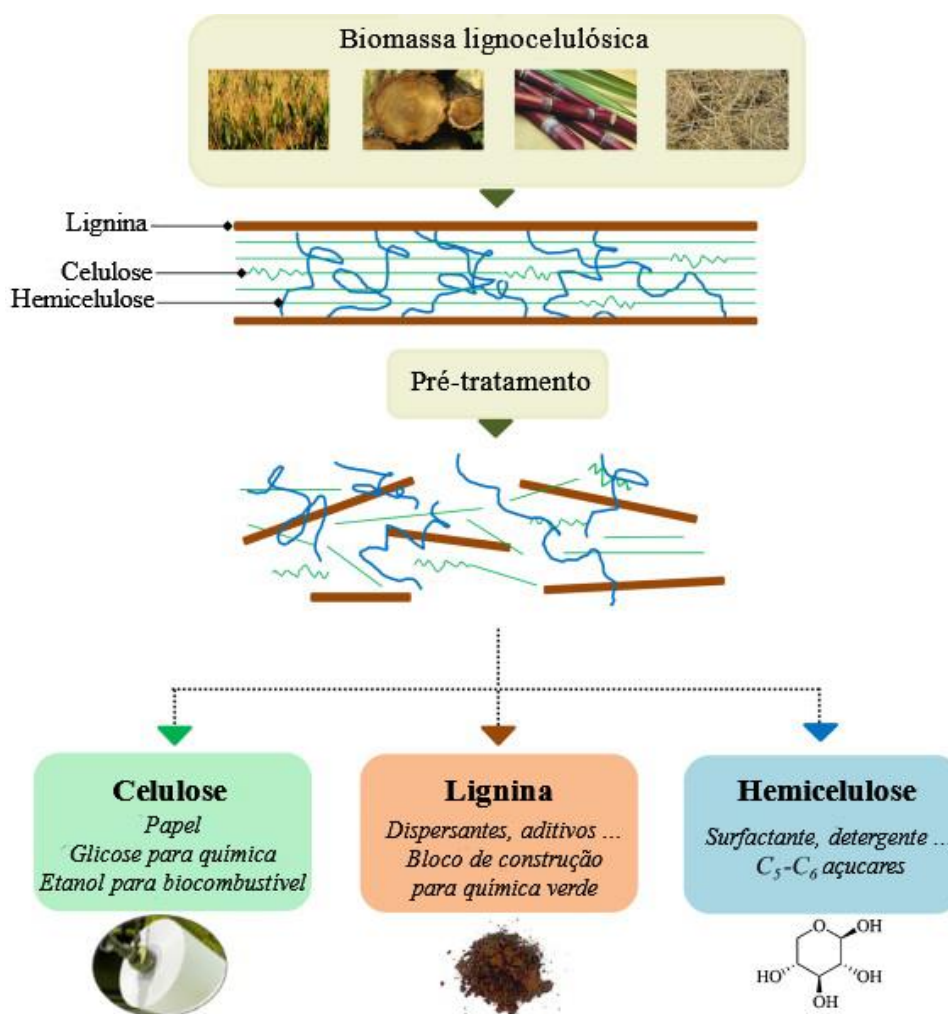 Biomassa lignocelulósica
Lignina
Celulose
Hemicelulose
Pré-tratamento
Celulose
Papel
Glicose para química
Etanol para biocombustível
Lignina
Dispersantes, aditivos ...
Bloco de construção
para química verde
Hemicelulose
Surfactante, detergente ...
C₅-C₆ açucares
O
OH
HO
OH
OH